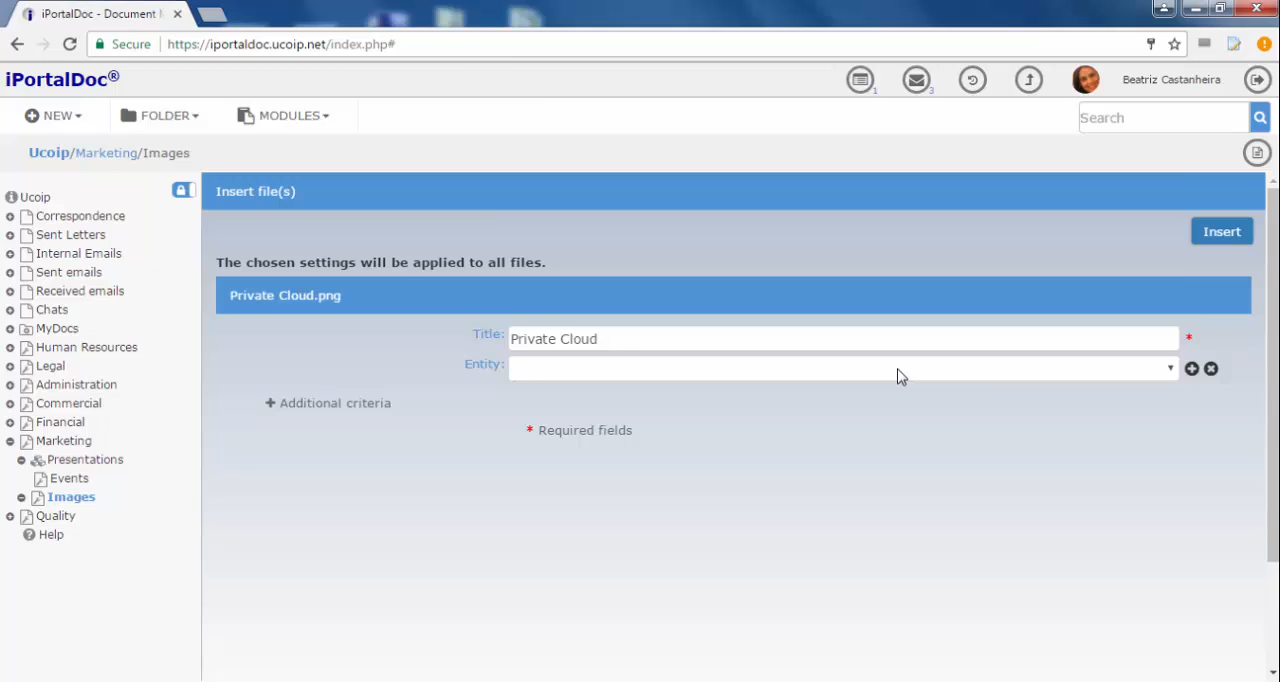 iPortalDoc - Document
Secure https://iportaldoc.ucoip.net/index.php#
iPortalDoc®
1
3
Beatriz Castanheira
NEW
FOLDER
MODULES
Search
Ucoip/Marketing/Images
Ucoip
Correspondence
Sent Letters
Internal Emails
Sent emails
Received emails
Chats
MyDocs
Human Resources
Legal
Administration
Commercial
Financial
Marketing
Presentations
Events
Images
Quality
Help
Insert file(s)
Insert
The chosen settings will be applied to all files.
Private Cloud.png
Title: Private Cloud *
Entity:
+ Additional criteria
* Required fields